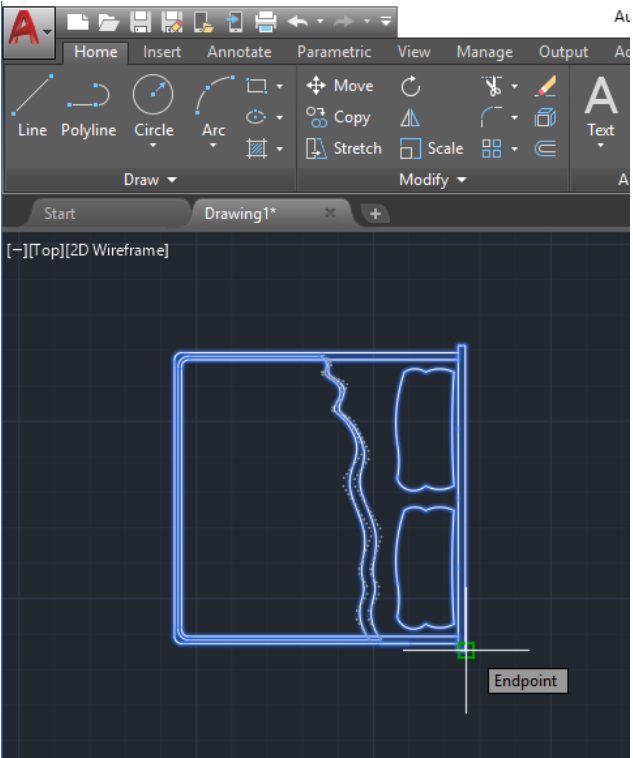 Au
Home Insert Annotate Parametric View Manage Output Ad
Move
Copy
Line Polyline Circle Arc Text
Stretch Scale
Draw Modify A
Start Drawing1* +
[−][Top][2D Wireframe]
Endpoint